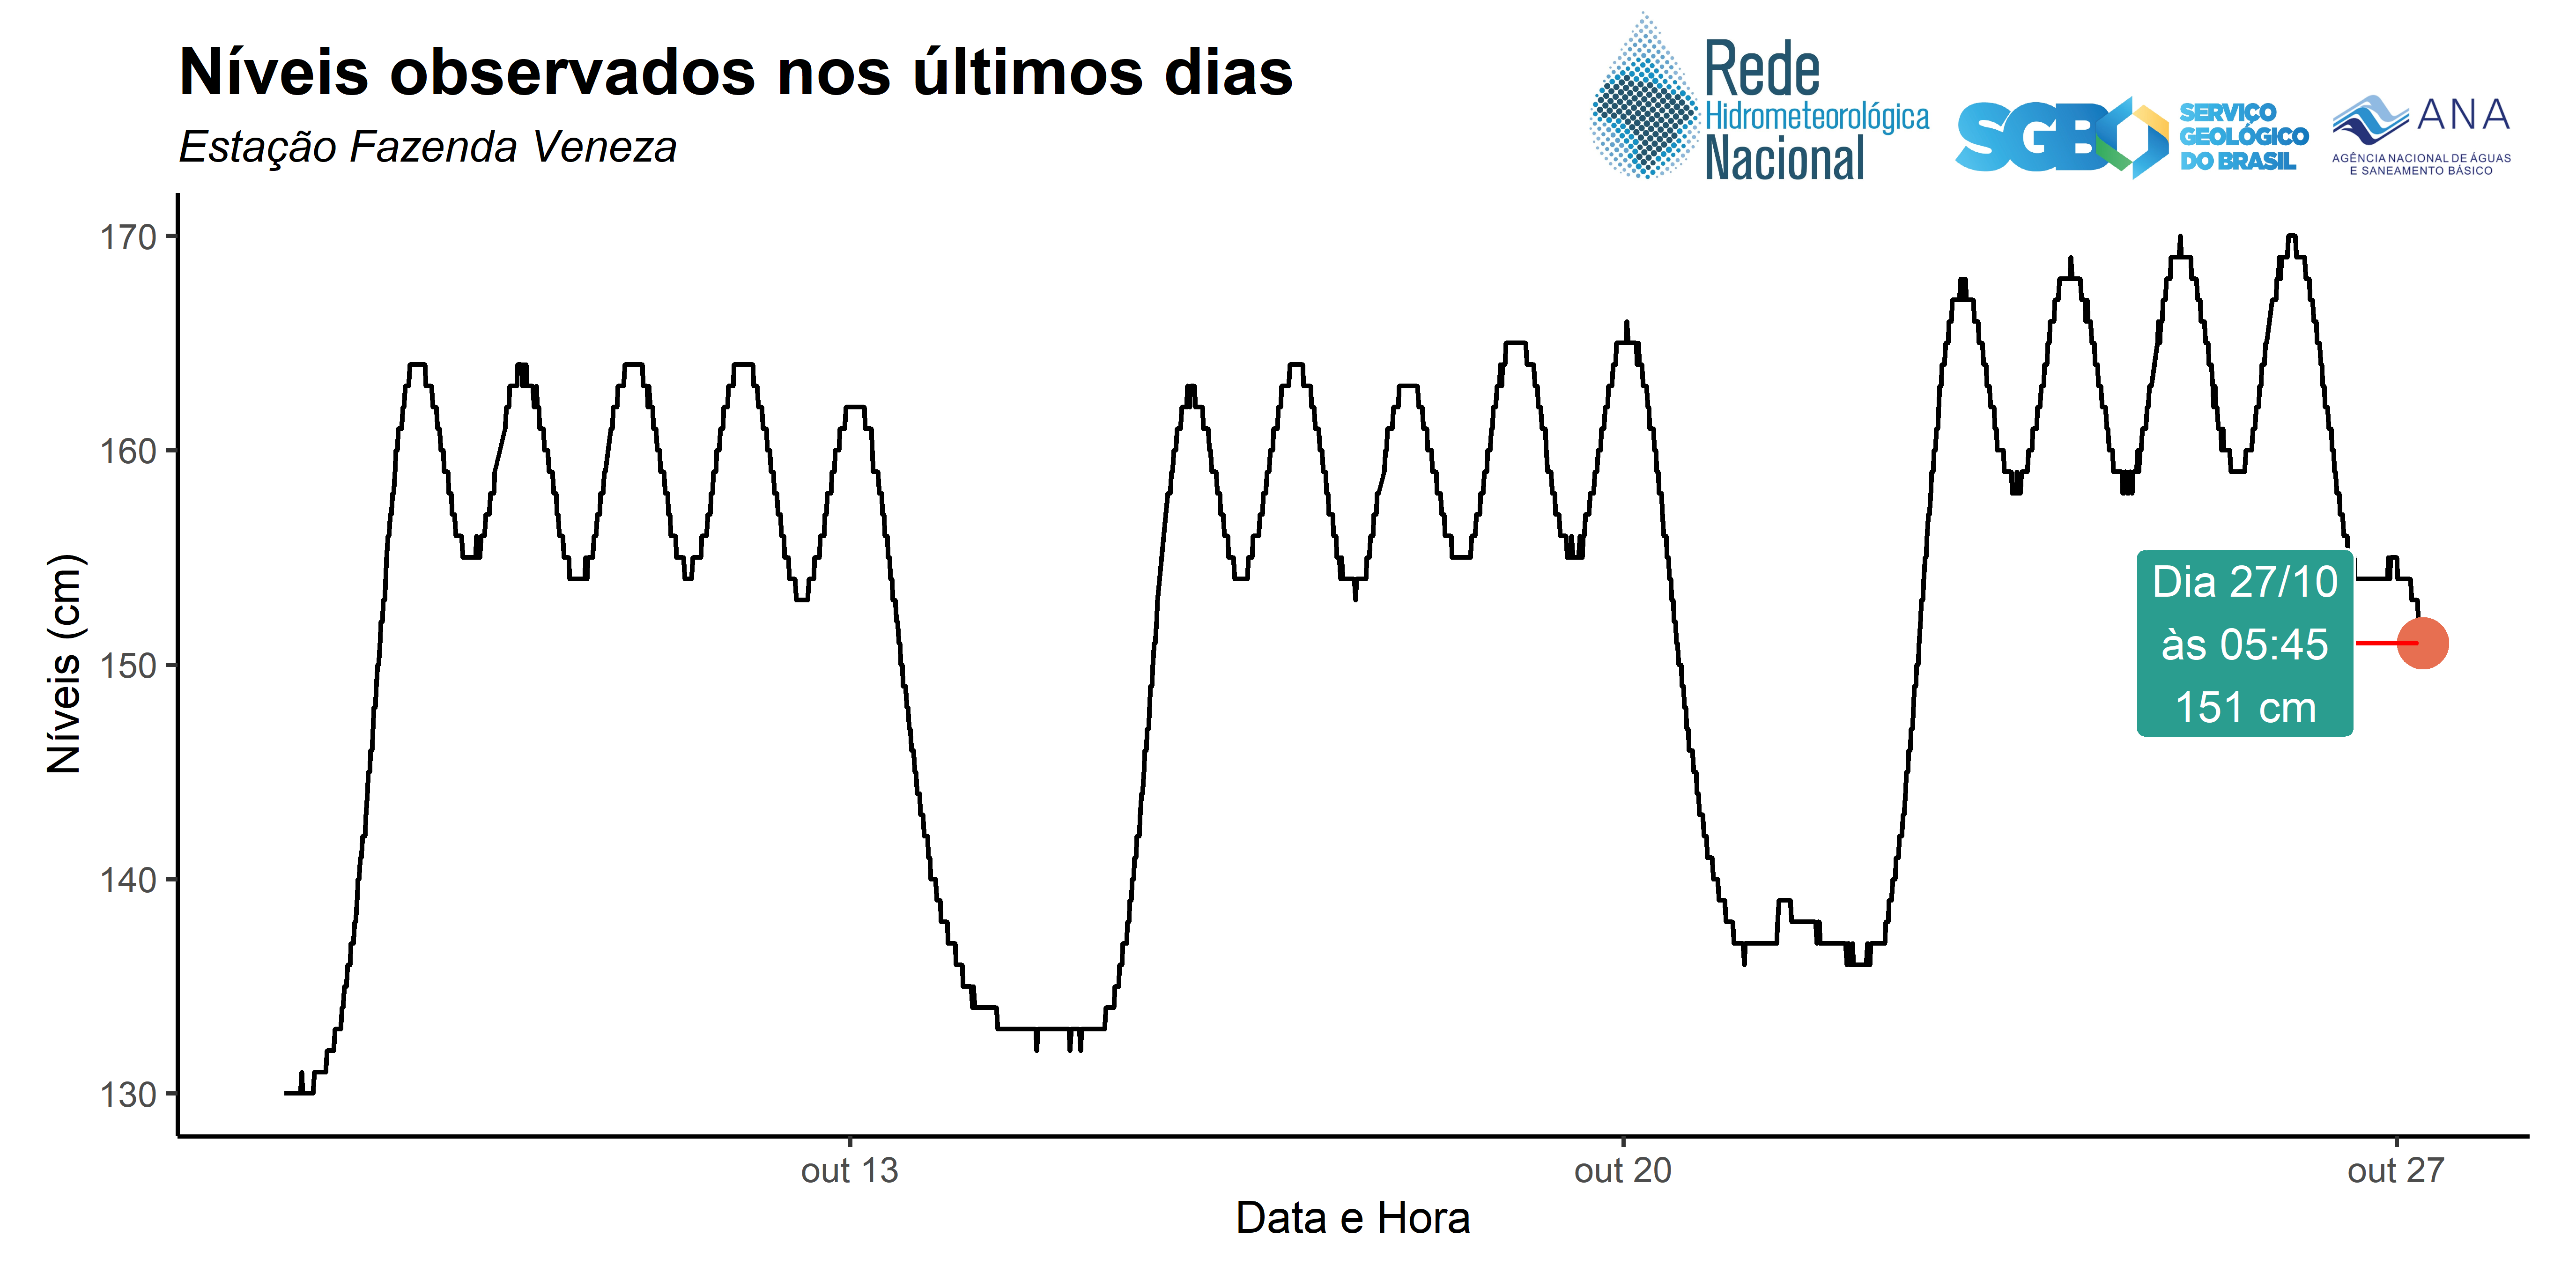 Níveis observados nos últimos dias
Estação Fazenda Veneza
Rede
Hidrometeorológica
Nacional
SGB
SERVIÇO
GEOLÓGICO
DO BRASIL
ANA
AGÊNCIA NACIONAL DE ÁGUAS
E SANEAMENTO BÁSICO
Níveis (cm)
170
160
150
140
130
Dia 27/10
às 05:45
151 cm
out 13
out 20
out 27
Data e Hora